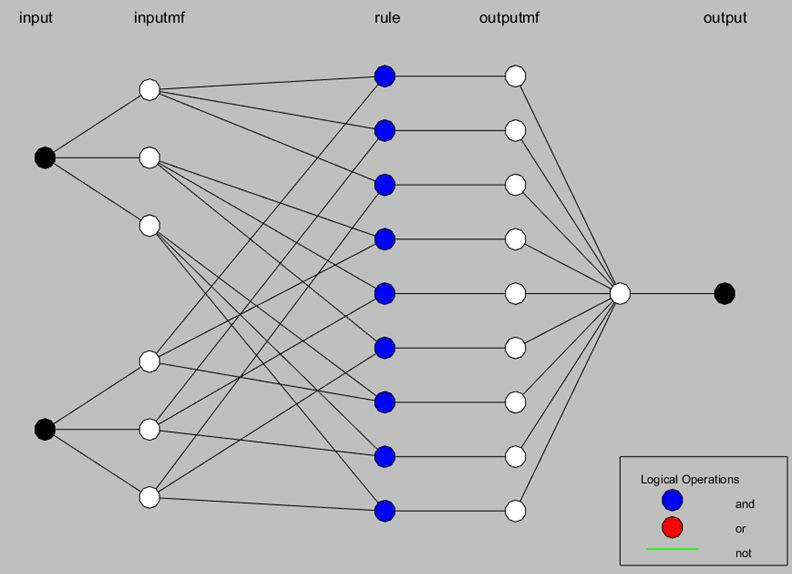 input inputmf rule outputmf output
Logical Operations
and
or
not